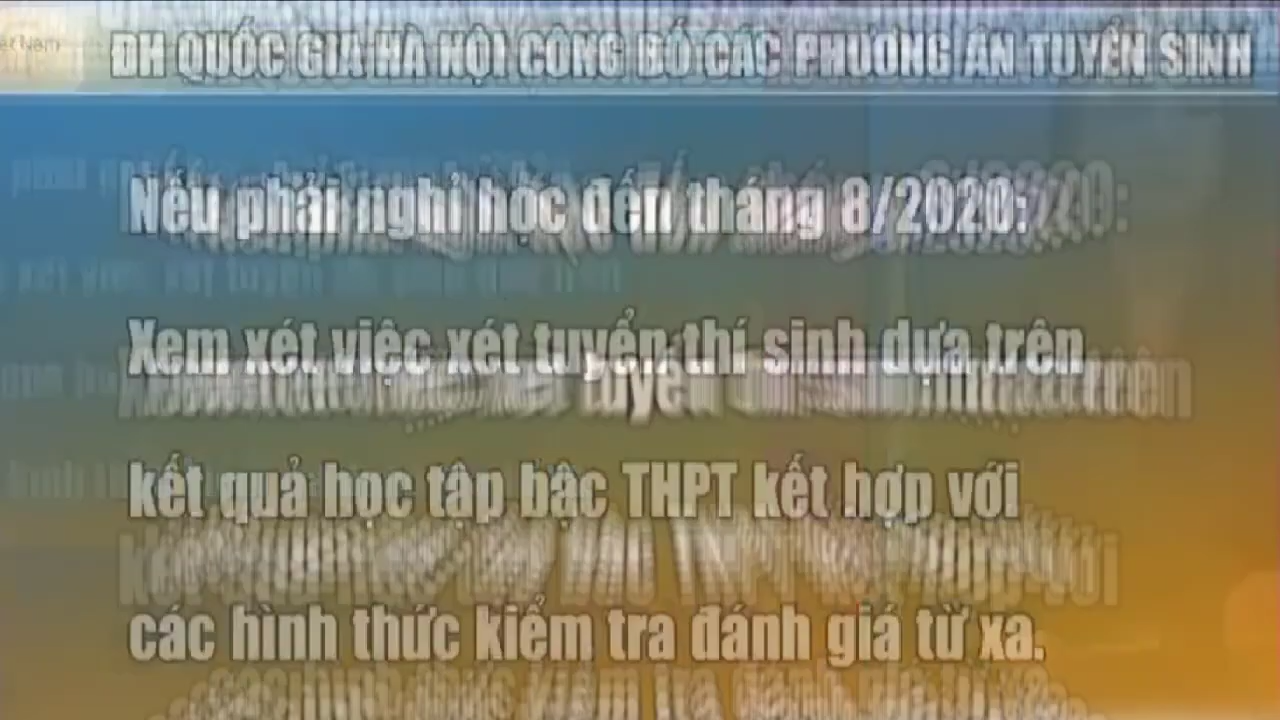 ĐH QUỐC GIA HÀ NỘI CÔNG BỐ CÁC PHƯƠNG ÁN TUYỂN SINH
Nếu phải nghỉ học đến tháng 8/2020:
Xem xét việc xét tuyển thí sinh dựa trên
kết quả học tập bậc THPT kết hợp với
các hình thức kiểm tra đánh giá từ xa.